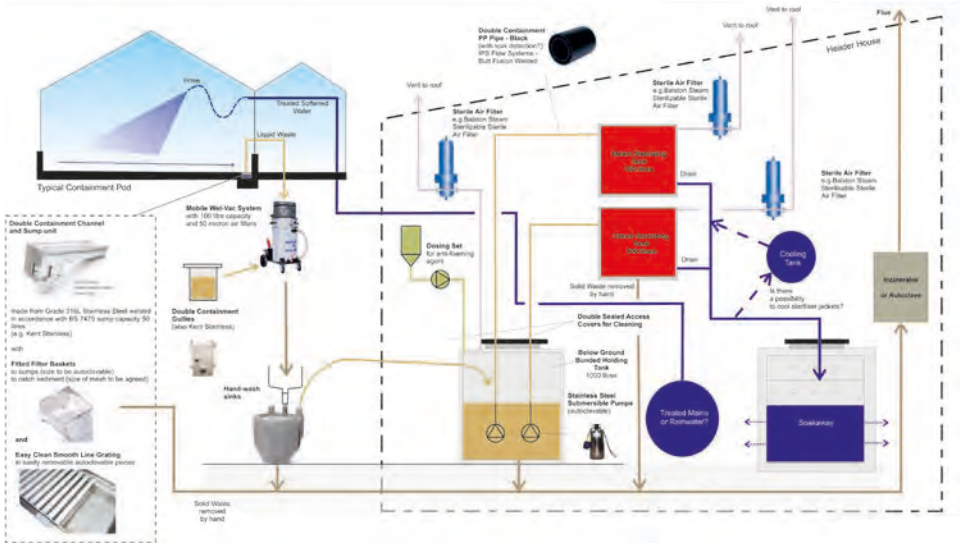 Vent to roof
Flue
Double Containment
PP Pipe - Black
(with leak detection?)
IPS Flow Systems -
Butt Fusion Welded
Vent to roof
Header House
Hose
Treated Softened
Water
Liquid Waste
Vent to roof
Sterile Air Filter
e.g.Balston Steam
Sterilizable Sterile
Air Filter
Sterile Air Filter
e.g.Balston Steam
Sterilizable Sterile
Air Filter
Sterile Air Filter
e.g.Balston Steam
Sterilizable Sterile
Air Filter
Drain
Drain
Typical Containment Pod
Mobile Wet-Vac System
with 100 litre capacity
and 50 micron air filters
Double Containment Channel
and Sump unit
made from Grade 316L Stainless Steel welded
in accordance with BS 7475 sump capacity 50
litres
(e.g. Kent Stainless)
with
Fitted Filter Baskets
to sumps (size to be autoclavable)
to catch sediment (size of mesh to be agreed)
and
Easy Clean Smooth Line Grating
in easily removable autoclavable pieces
Dosing Set
for anti-foaming
agent
Double Containment
Gullies
(also Kent Stainless)
Hand-wash
sinks
Solid Waste removed
by hand
Double Sealed Access
Covers for Cleaning
Below Ground
Bunded Holding
Tank
1000 litres
Stainless Steel
Submersible Pumps
(autoclavable)
Cooling
Tank
Is there
a possibility
to cool steriliser jackets?
Incinerator
or Autoclave
Treated Mains
or Rainwater?
Soakaway
Solid Waste
removed
by hand